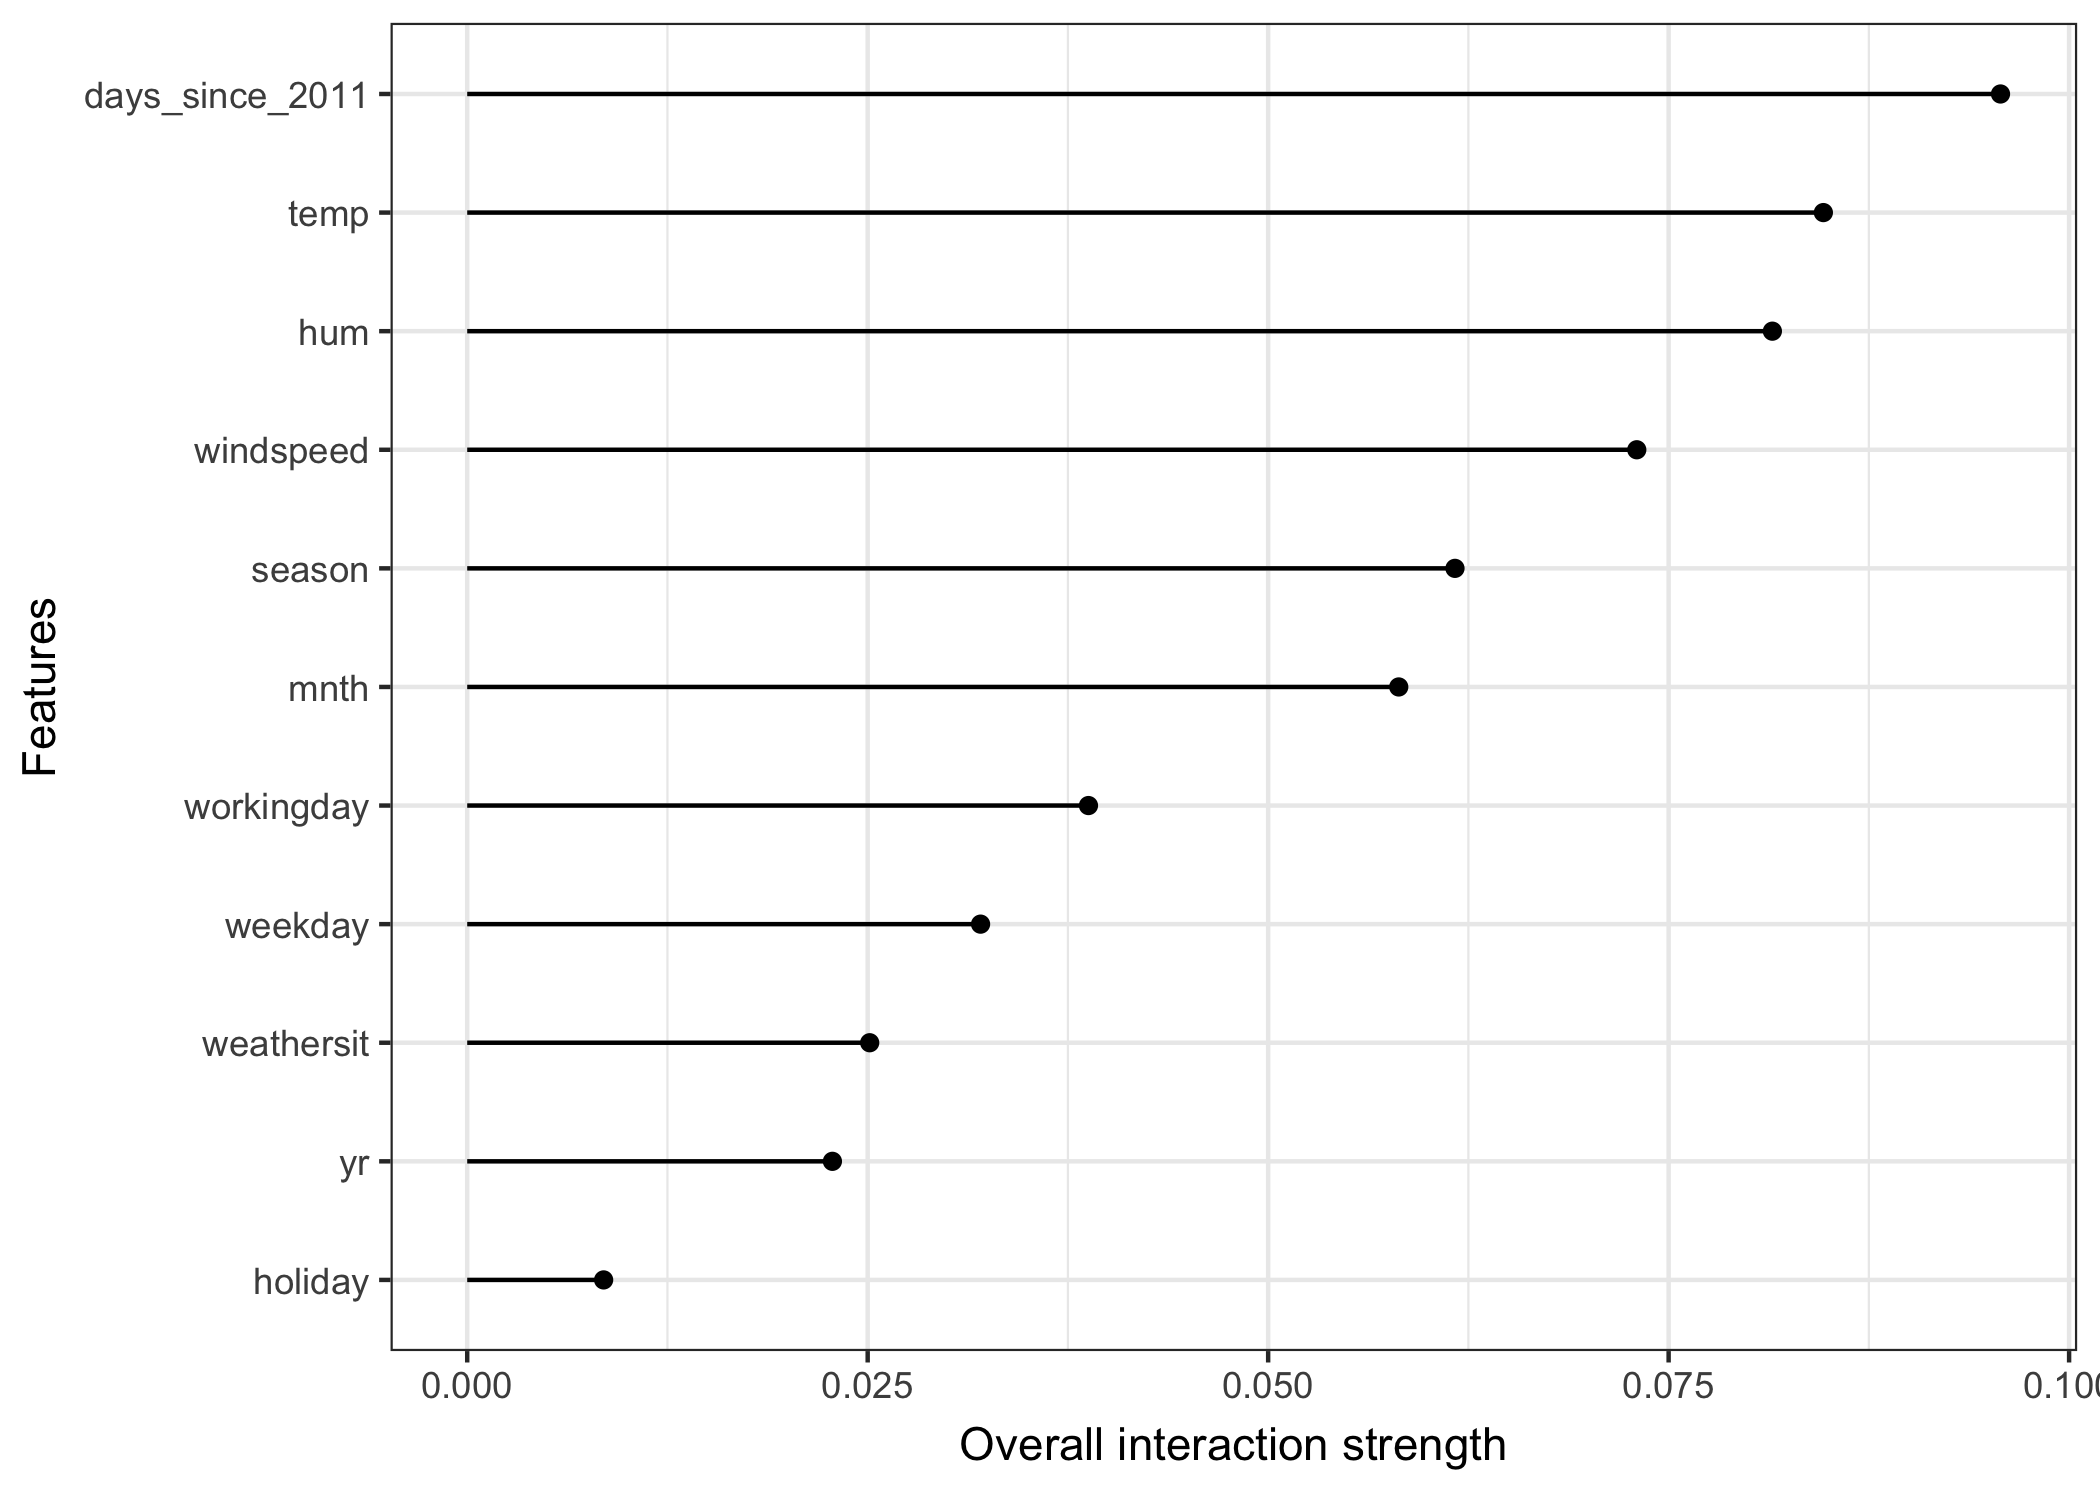 days_since_2011
temp
hum
windspeed
season
mnth
workingday
weekday
weathersit
yr
holiday
Features
0.000 0.025 0.050 0.075 0.10
Overall interaction strength